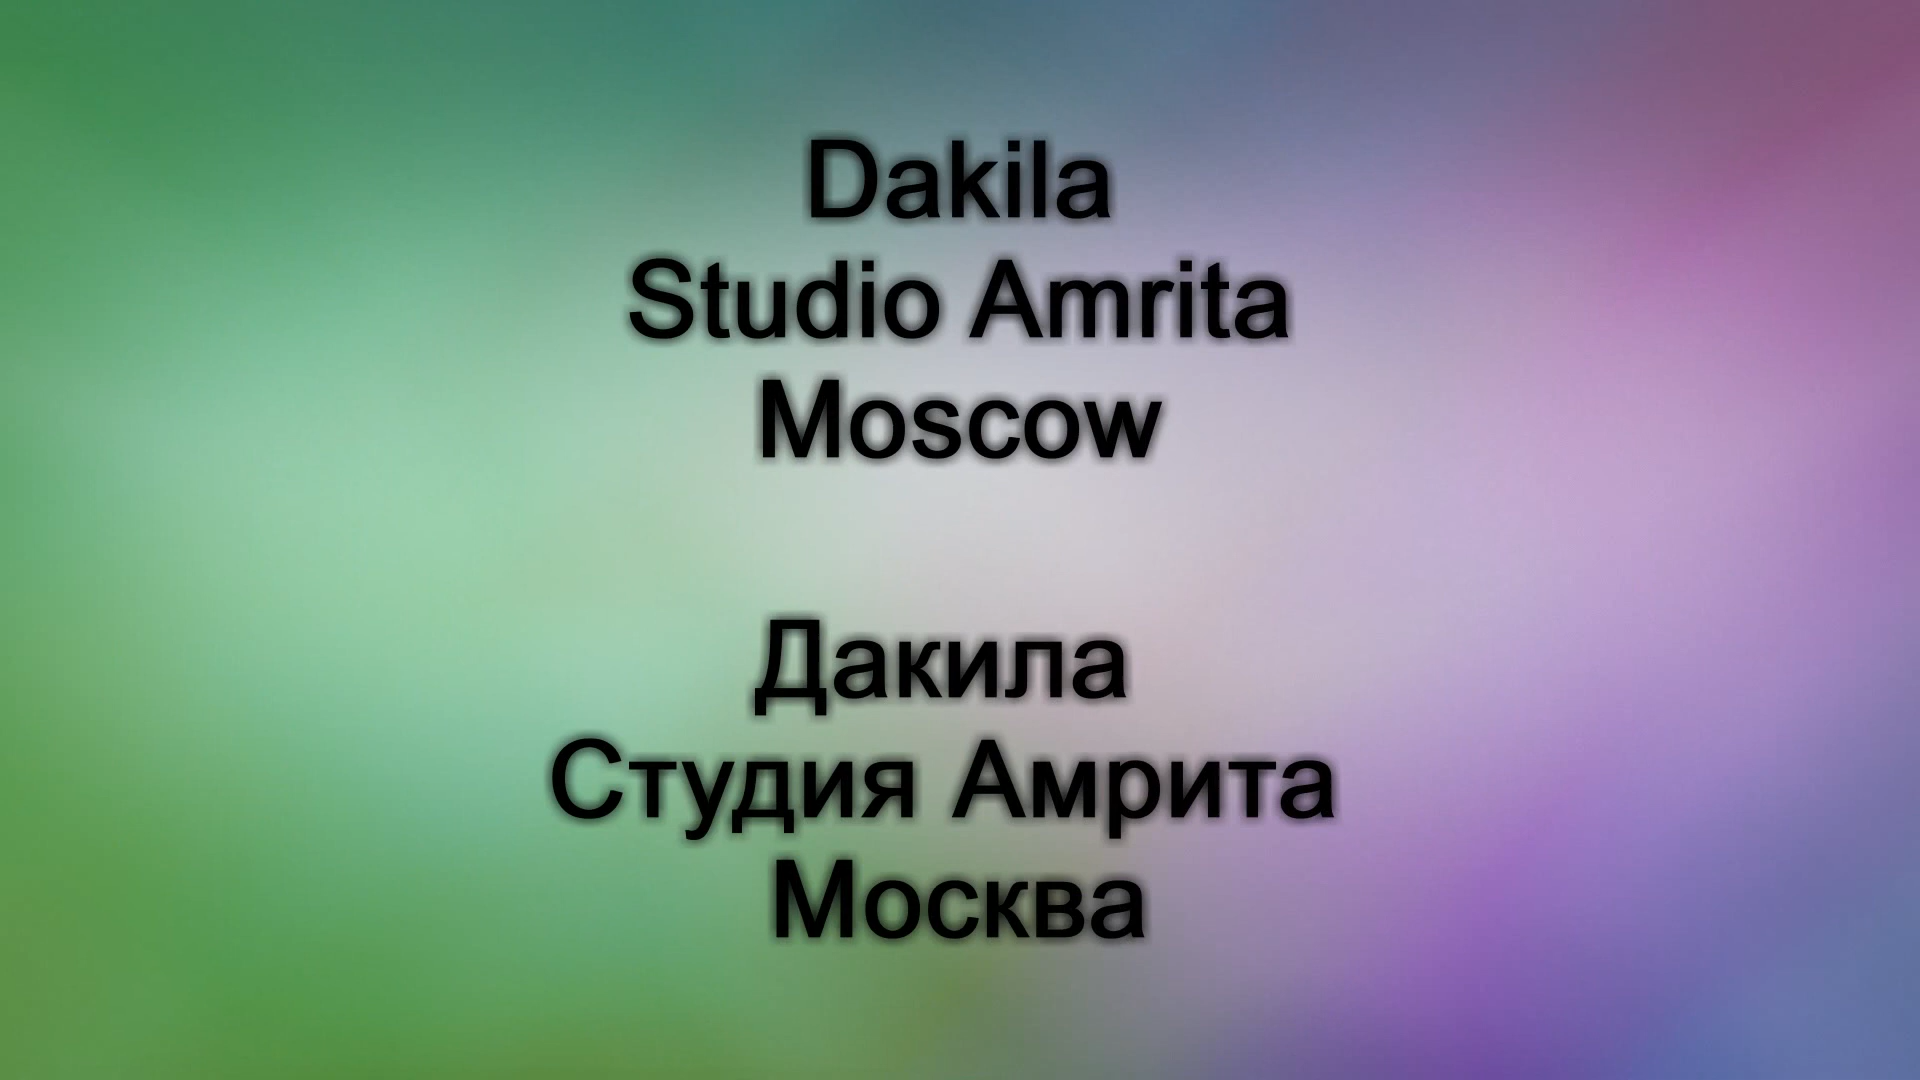 Dakila
Studio Amrita
Moscow
Дакила
Студия Амрита
Москва